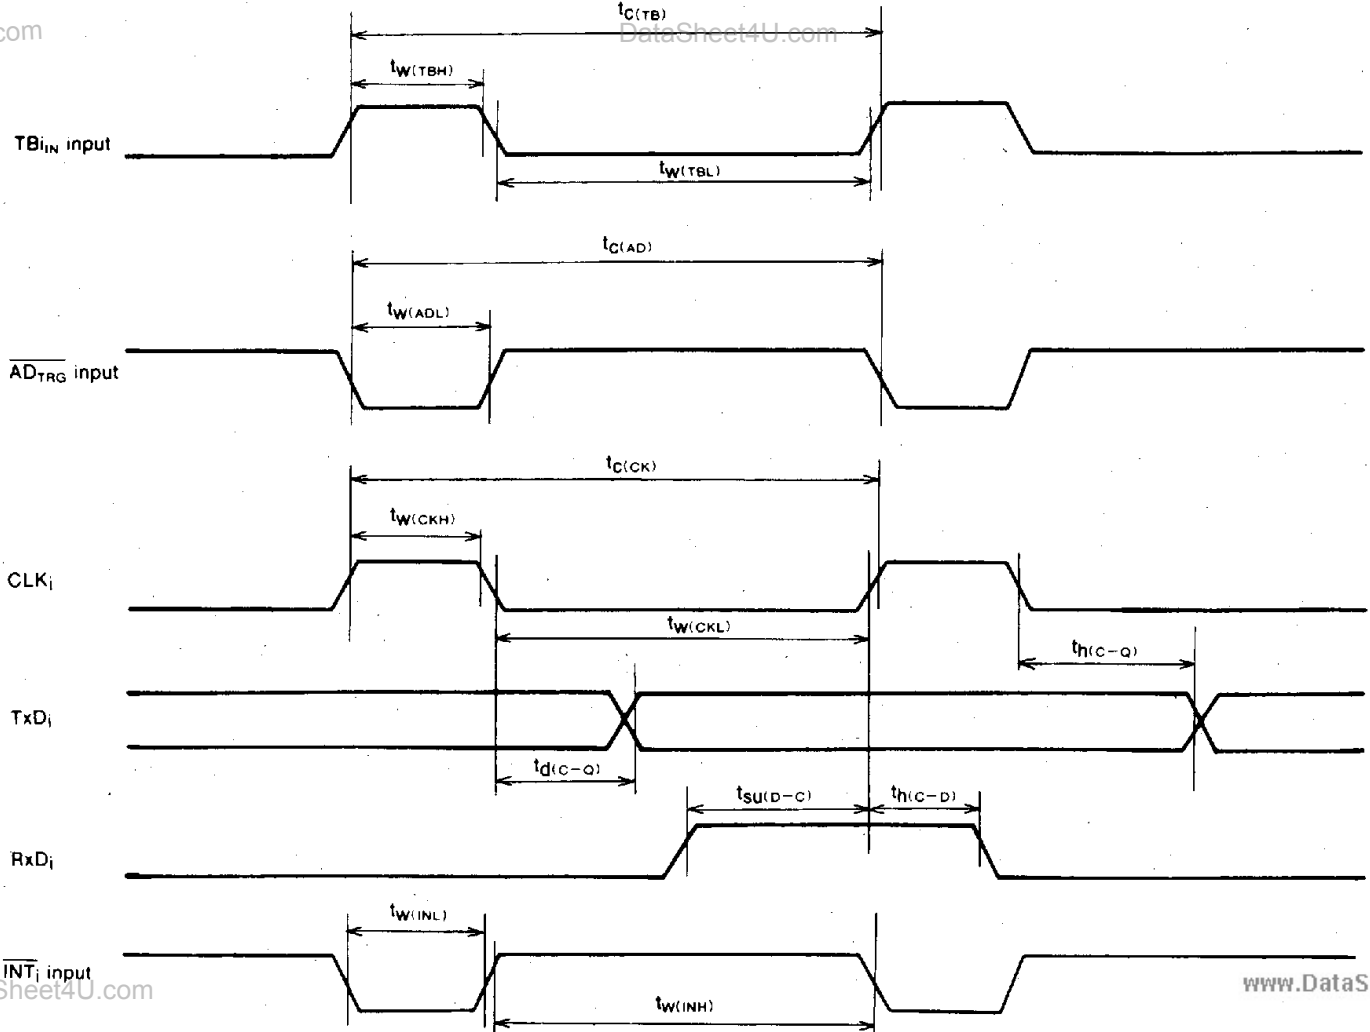 tC(TB)
com
DataSheet4U.com
tW(TBH)
TBiIN input
tW(TBL)
tC(AD)
tW(ADL)
ADTRG input
tC(CK)
tW(CKH)
CLKi
tW(CKL)
th(C-Q)
TxDi
td(C-Q)
tsu(D-C)
th(C-D)
RxDi
tW(INL)
INTi input
Sheet4U.com
www.DataS
tW(INH)